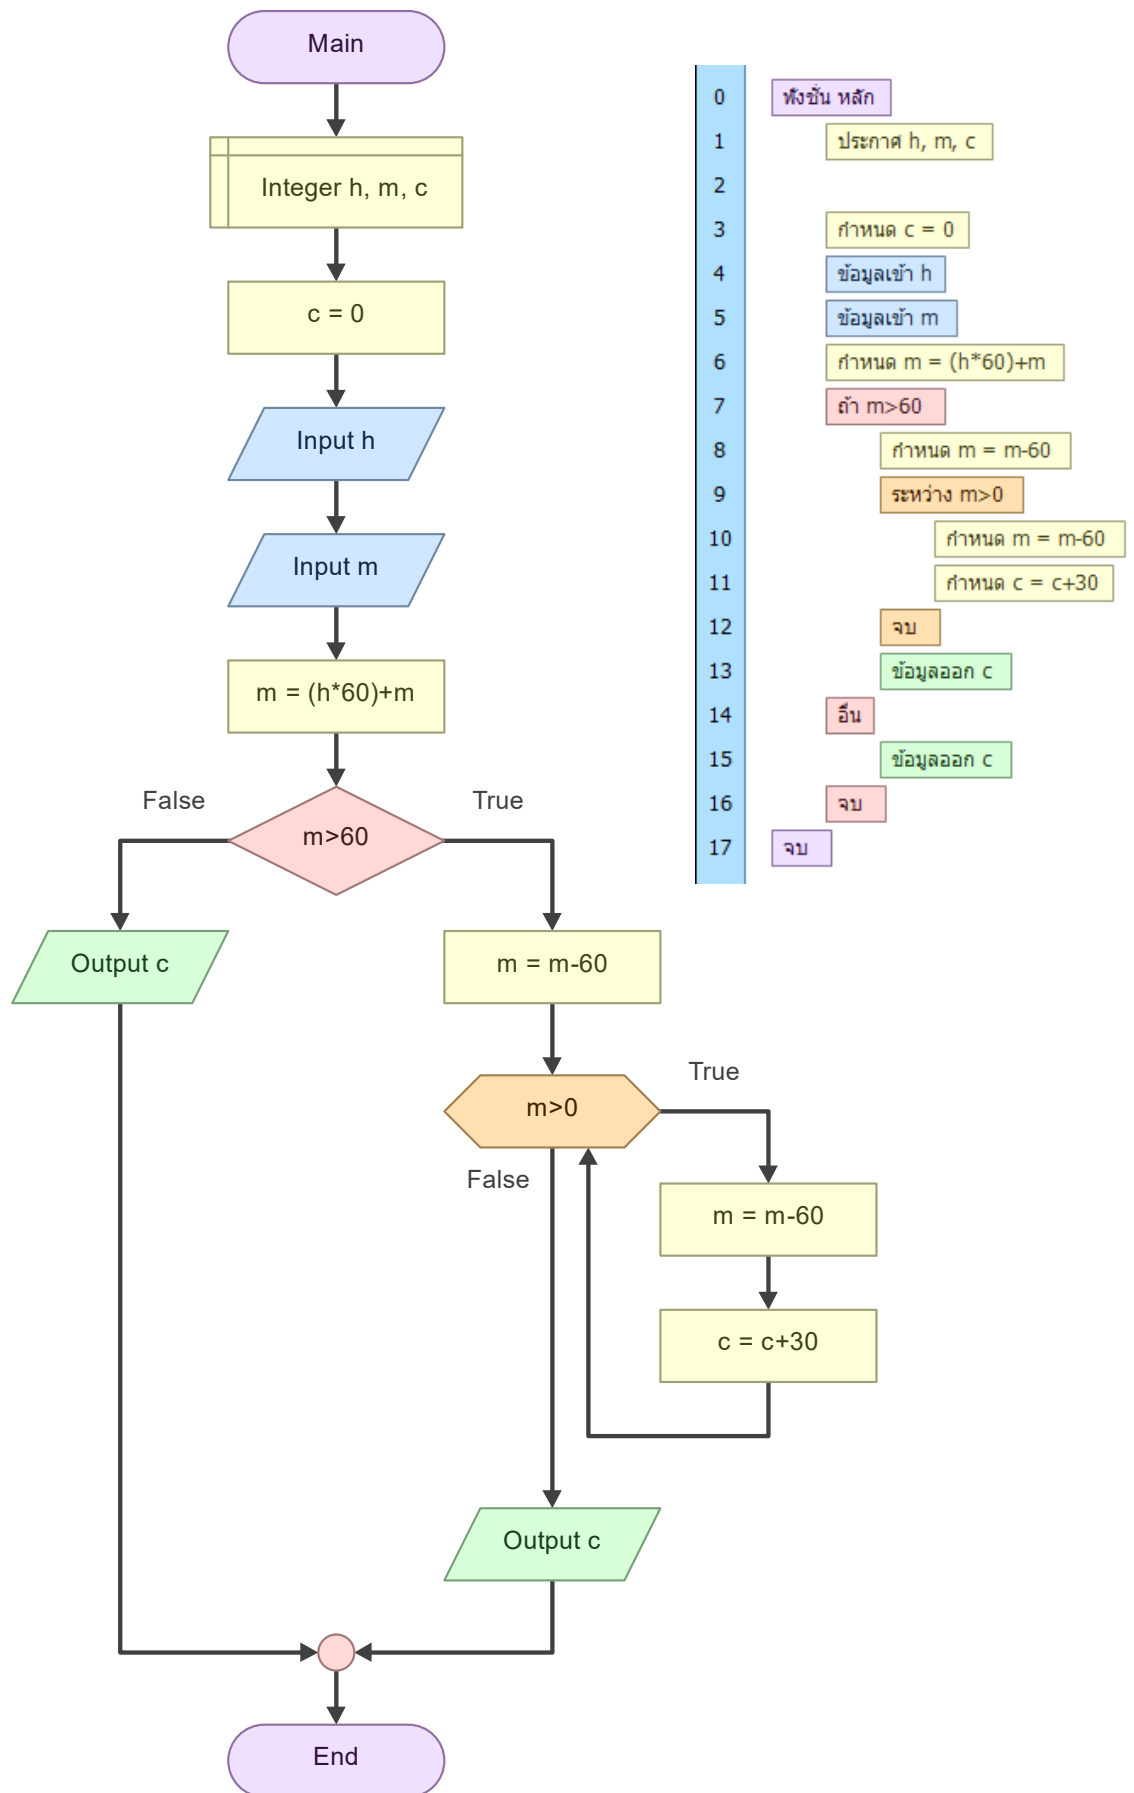 Main
Integer h, m, c
c = 0
Input h
Input m
m = (h*60)+m
False
True
m>60
Output c
m = m-60
True
m>0
False
m = m-60
c = c+30
Output c
End
0 ฟังชั่น หลัก
1 ประกาศ h, m, c
2
3 กำหนด c = 0
4 ข้อมูลเข้า h
5 ข้อมูลเข้า m
6 กำหนด m = (h*60)+m
7 ถ้า m>60
8 กำหนด m = m-60
9 ระหว่าง m>0
10 กำหนด m = m-60
11 กำหนด c = c+30
12 จบ
13 ข้อมูลออก c
14 อื่น
15 ข้อมูลออก c
16 จบ
17 จบ